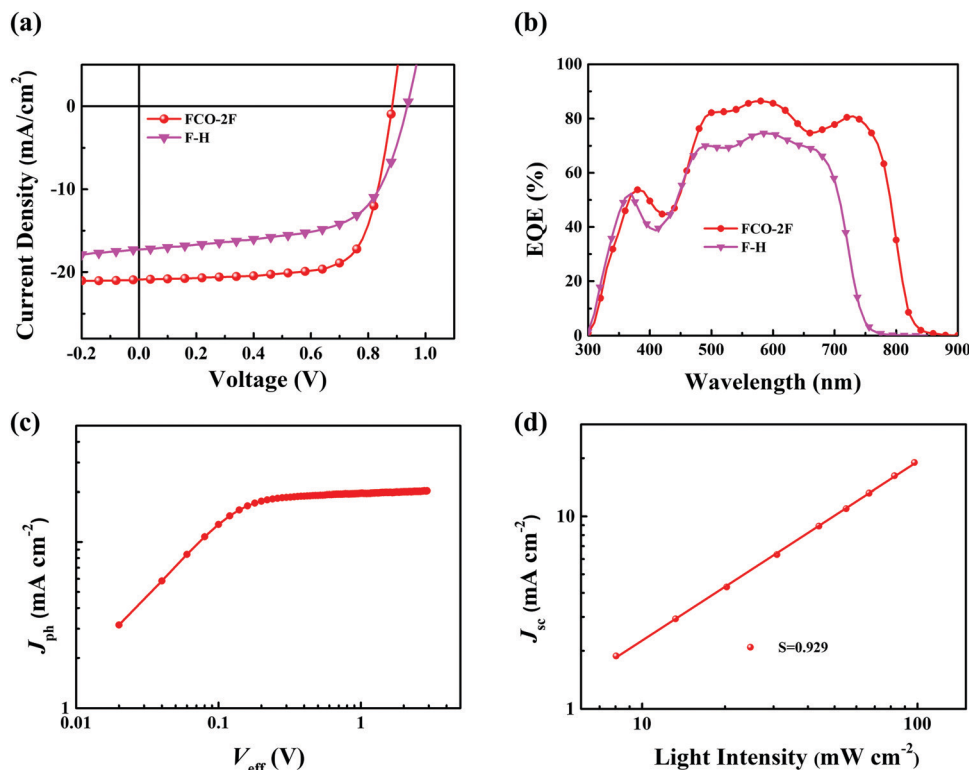 (a)
Current Density (mA/cm²)
0
-10
-20
-0.2 0.0 0.2 0.4 0.6 0.8 1.0
Voltage (V)
FCO-2F
F-H
(b)
EQE (%)
100
80
60
40
20
0
300 400 500 600 700 800 900
Wavelength (nm)
FCO-2F
F-H
(c)
Jph (mA cm-2)
1
0.01 0.1 1
Veff (V)
(d)
Jsc (mA cm-2)
10
1
10 100
Light Intensity (mW cm-2)
S=0.929